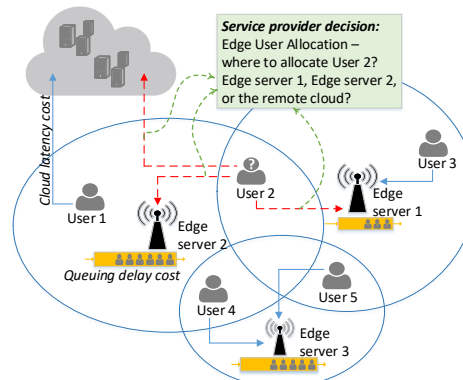 Service provider decision:
Edge User Allocation –
where to allocate User 2?
Edge server 1, Edge server 2,
or the remote cloud?
Cloud latency cost
User 3
?
User 2
User 1
Edge
server 1
Edge
server 2
Queuing delay cost
User 4
User 5
Edge
server 3